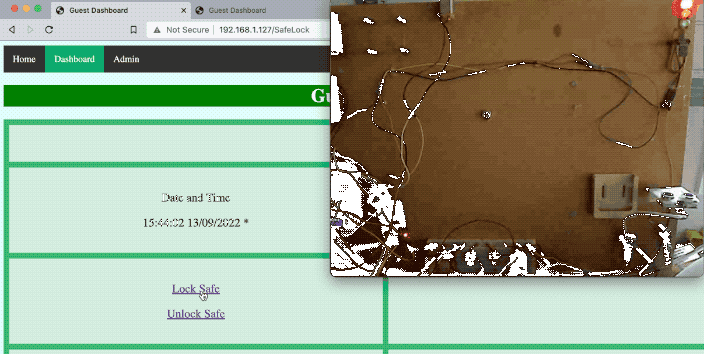 Guest Dashboard
Guest Dashboard
Not Secure 192.168.1.127/SafeLock
Home Dashboard Admin
Date and Time
15:44:02 13/09/2022 *
Lock Safe
Unlock Safe